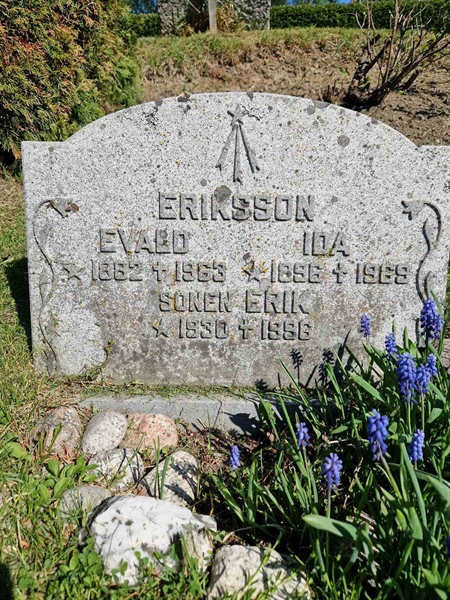 ERIKSSON
EVALD IDA
* 1882 † 1963 * 1896 † 1969
SONEN ERIK
* 1930 † 1996